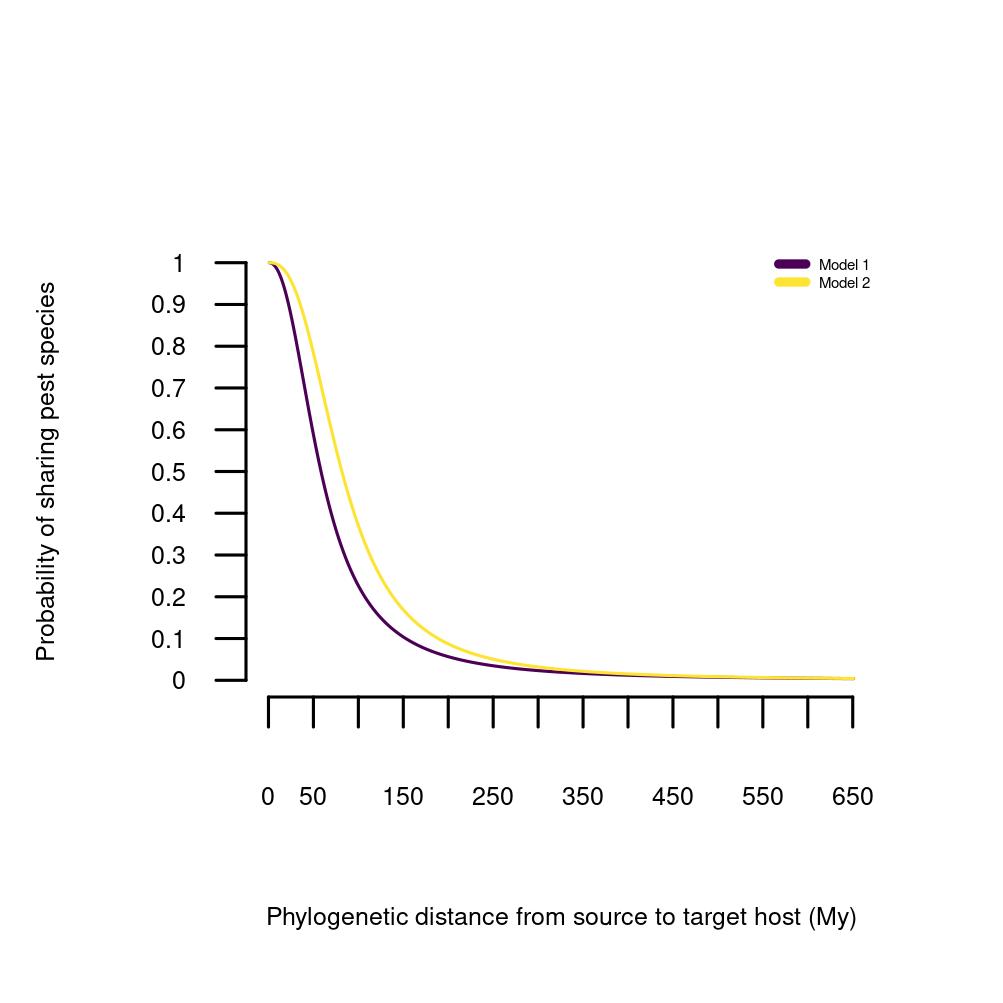 Probability of sharing pest species
1
0.9
0.8
0.7
0.6
0.5
0.4
0.3
0.2
0.1
0
Model 1
Model 2
0 50 150 250 350 450 550 650
Phylogenetic distance from source to target host (My)